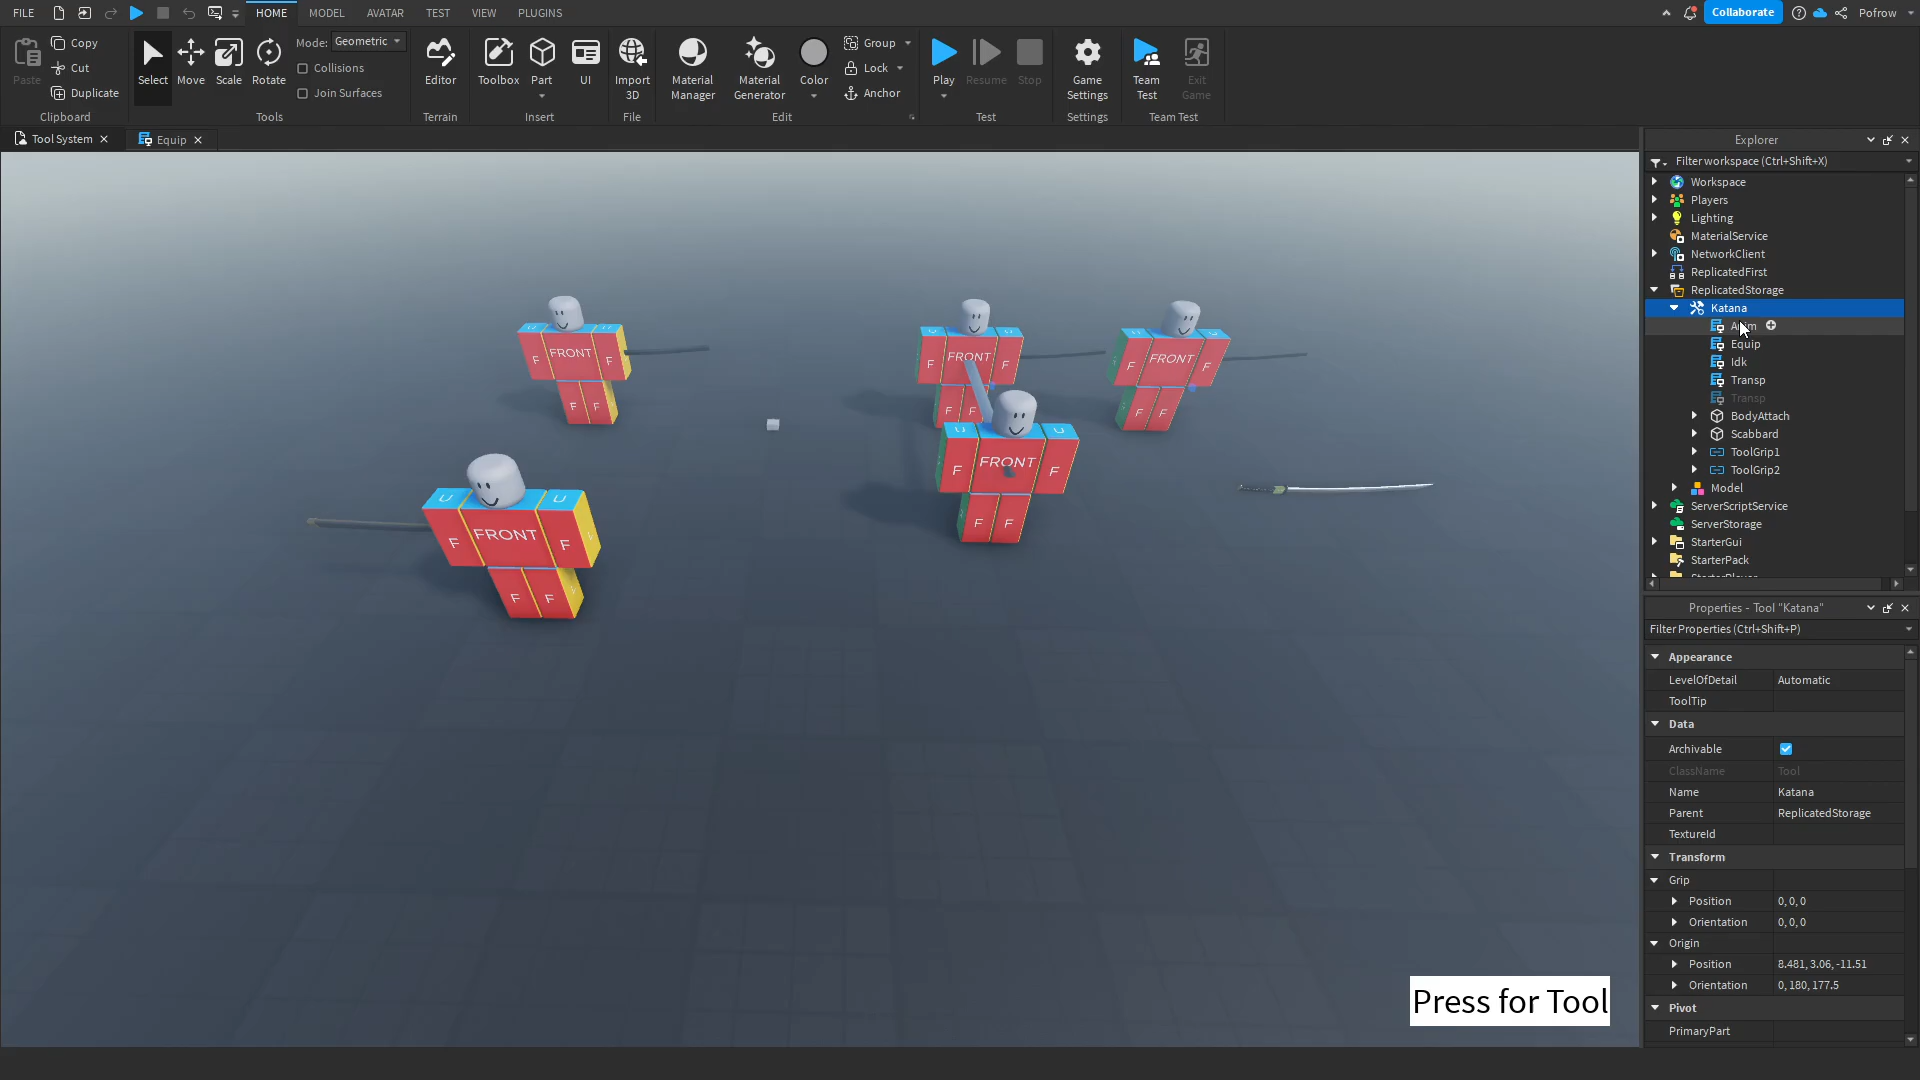 FILE
HOME
MODEL
AVATAR
TEST
VIEW
PLUGINS
Collaborate
Pofrow
Paste
Copy
Cut
Duplicate
Clipboard
Select
Move
Scale
Rotate
Mode: Geometric
Collisions
Join Surfaces
Tools
Editor
Terrain
Toolbox
Part
UI
Insert
Import
3D
File
Material
Manager
Material
Generator
Color
Group
Lock
Anchor
Edit
Play
Resume
Stop
Test
Game
Settings
Settings
Team
Test
Exit
Game
Team Test
Tool System
Equip
Explorer
Filter workspace (Ctrl+Shift+X)
Workspace
Players
Lighting
MaterialService
NetworkClient
ReplicatedFirst
ReplicatedStorage
Katana
Equip
Idk
Transp
Transp
BodyAttach
Scabbard
ToolGrip1
ToolGrip2
Model
ServerScriptService
ServerStorage
StarterGui
StarterPack
StarterPlayer
Properties - Tool "Katana"
Filter Properties (Ctrl+Shift+P)
Appearance
LevelOfDetail Automatic
ToolTip
Data
Archivable
ClassName Tool
Name Katana
Parent ReplicatedStorage
TextureId
Transform
Grip
Position 0, 0, 0
Orientation 0, 0, 0
Origin
Position 8.481, 3.06, -11.51
Orientation 0, 180, 177.5
Pivot
PrimaryPart
U U
F FRONT F
F F
U U
F FRONT F
F F
U U
F FRONT F
F F
U U
F FRONT F
F F
U U
F FRONT F
F F
Press for Tool